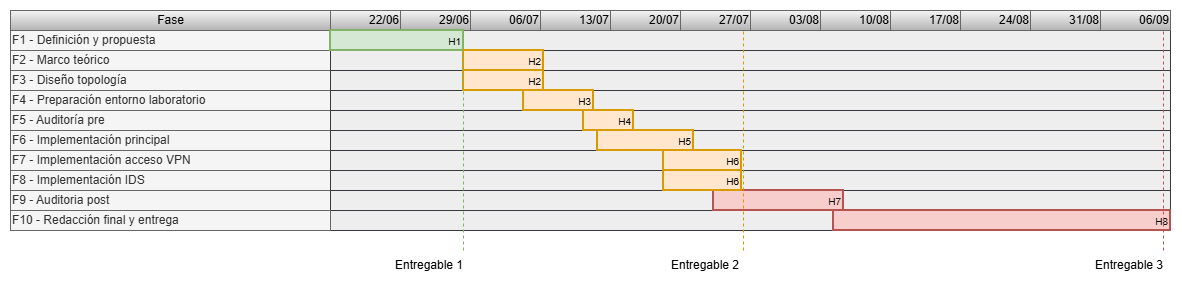 Fase 22/06 29/06 06/07 13/07 20/07 27/07 03/08 10/08 17/08 24/08 31/08 06/09
F1 - Definición y propuesta H1
F2 - Marco teórico H2
F3 - Diseño topología H2
F4 - Preparación entorno laboratorio H3
F5 - Auditoría pre H4
F6 - Implementación principal H5
F7 - Implementación acceso VPN H6
F8 - Implementación IDS H6
F9 - Auditoria post H7
F10 - Redacción final y entrega H8
Entregable 1 Entregable 2 Entregable 3